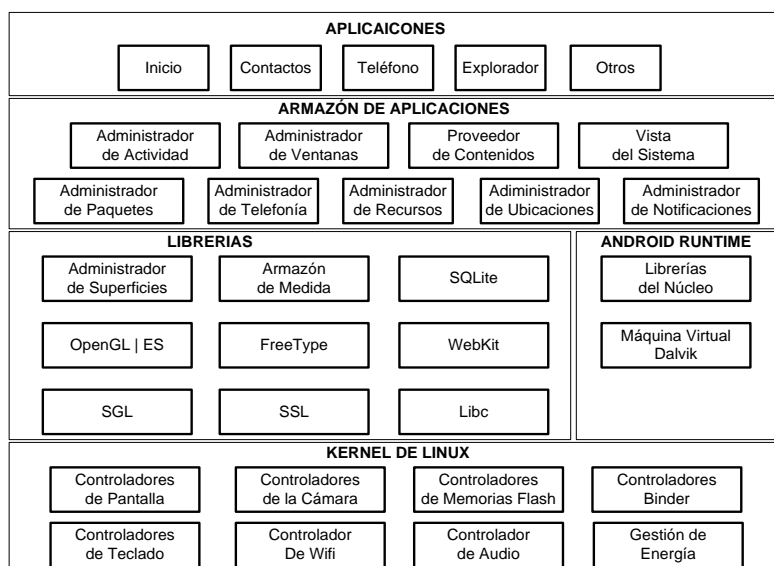 APLICAICONES
Inicio
Contactos
Teléfono
Explorador
Otros
ARMAZÓN DE APLICACIONES
Administrador
de Actividad
Administrador
de Ventanas
Proveedor
de Contenidos
Vista
del Sistema
Administrador
de Paquetes
Administrador
de Telefonía
Administrador
de Recursos
Adiministrador
de Ubicaciones
Administrador
de Notificaciones
LIBRERIAS
Administrador
de Superficies
Armazón
de Medida
SQLite
OpenGL | ES
FreeType
WebKit
SGL
SSL
Libc
ANDROID RUNTIME
Librerías
del Núcleo
Máquina Virtual
Dalvik
KERNEL DE LINUX
Controladores
de Pantalla
Controladores
de la Cámara
Controladores
de Memorias Flash
Controladores
Binder
Controladores
de Teclado
Controlador
De Wifi
Controlador
de Audio
Gestión de
Energía